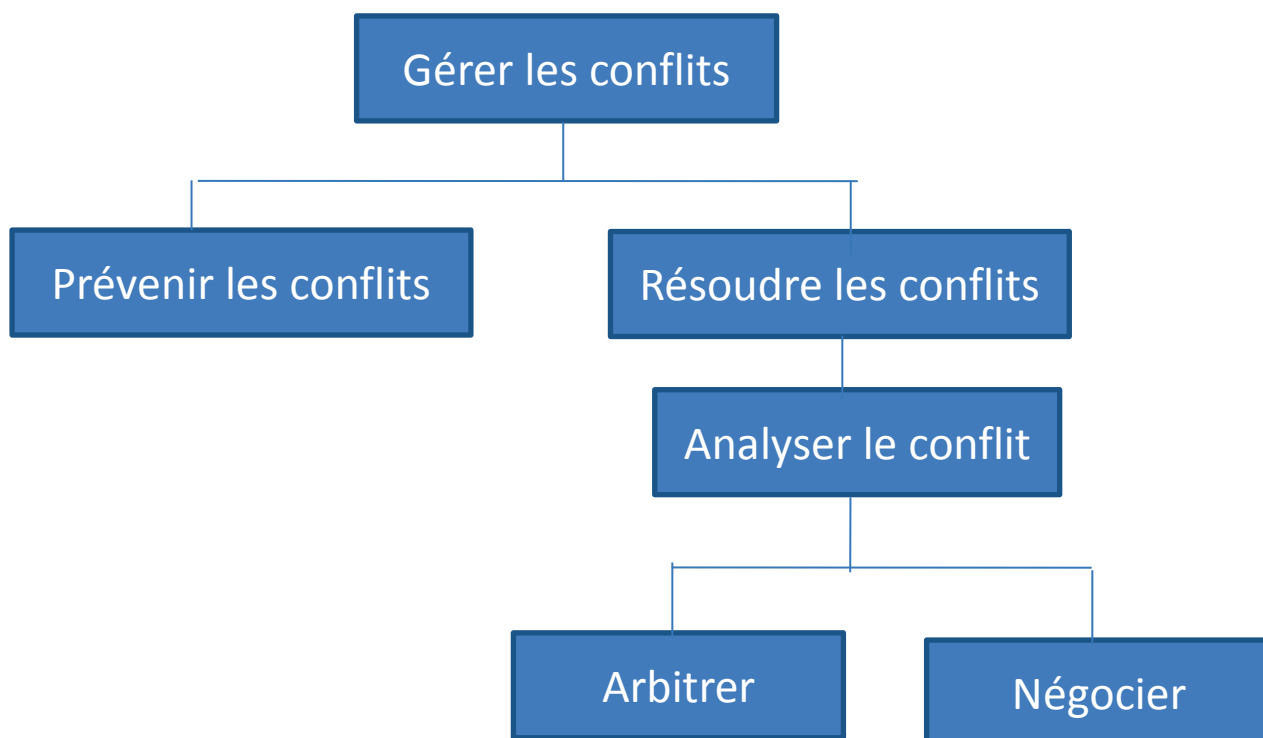 Gérer les conflits
Prévenir les conflits
Résoudre les conflits
Analyser le conflit
Arbitrer
Négocier